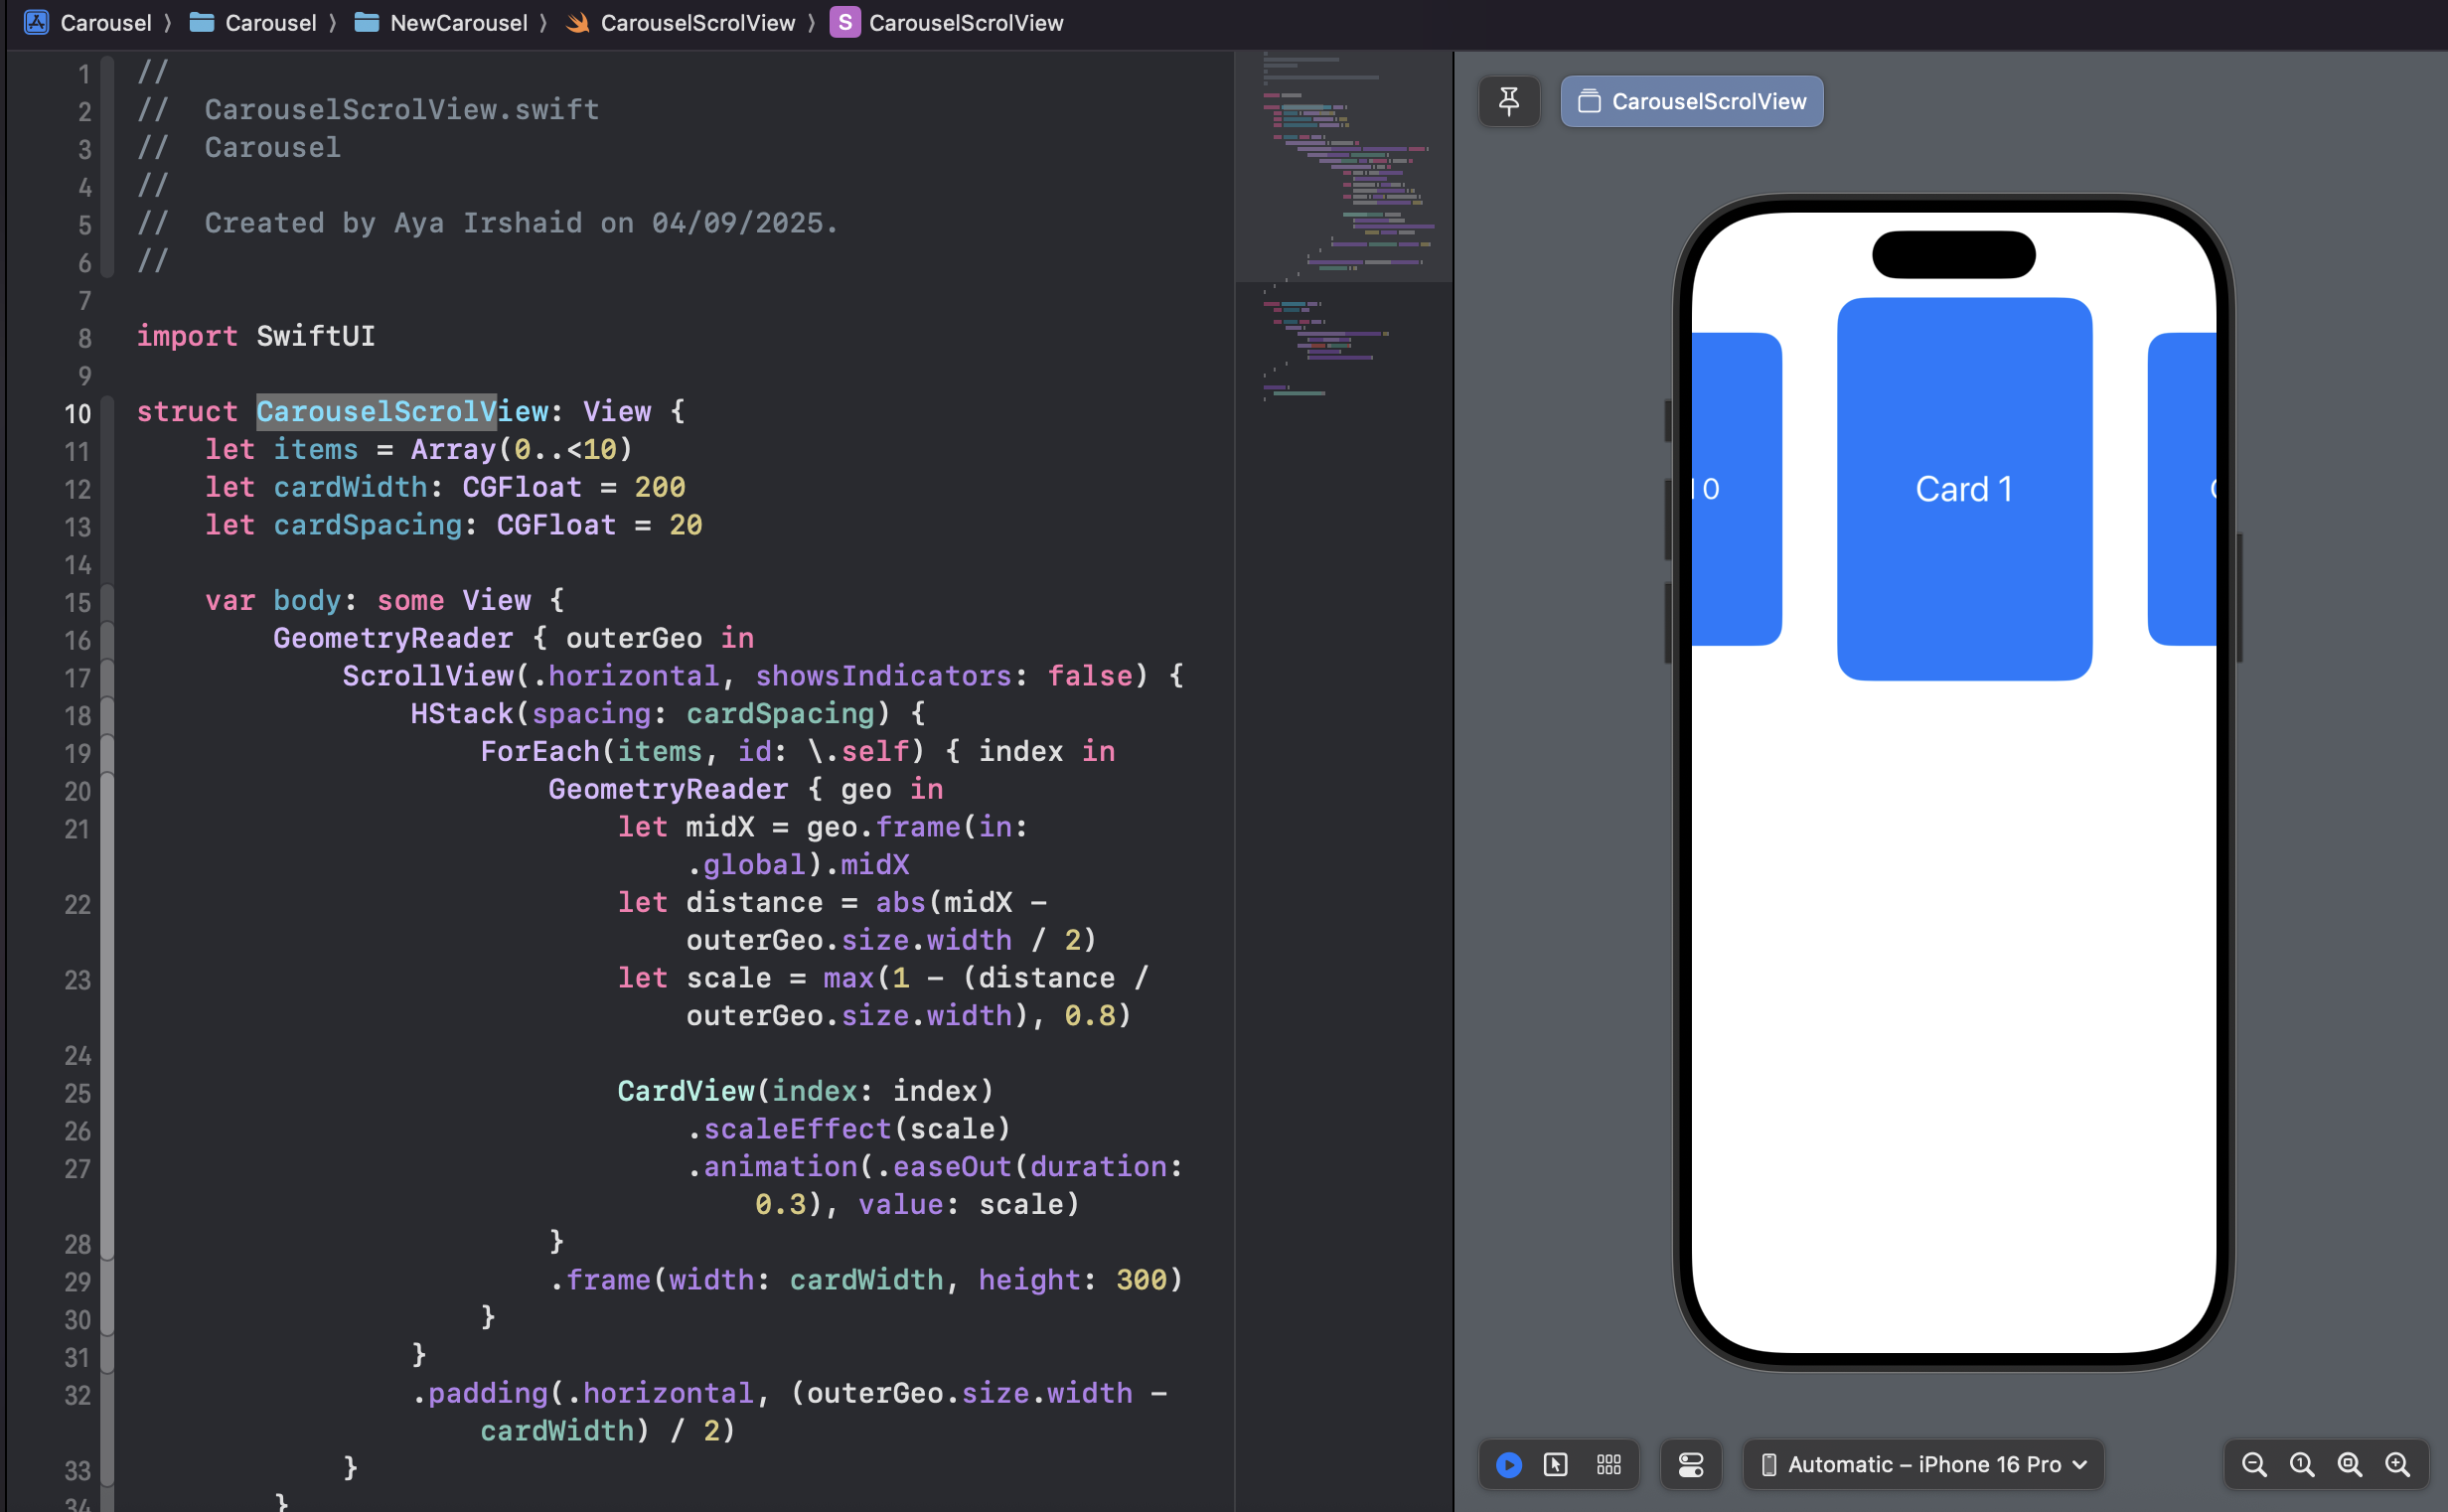 Carousel 〉 Carousel 〉 NewCarousel 〉 CarouselScrolView 〉 S CarouselScrolView
1 //
2 //  CarouselScrolView.swift
3 //  Carousel
4 //
5 //  Created by Aya Irshaid on 04/09/2025.
6 //
7
8 import SwiftUI
9
10 struct CarouselScrolView: View {
11     let items = Array(0..<10)
12     let cardWidth: CGFloat = 200
13     let cardSpacing: CGFloat = 20
14
15     var body: some View {
16         GeometryReader { outerGeo in
17             ScrollView(.horizontal, showsIndicators: false) {
18                 HStack(spacing: cardSpacing) {
19                     ForEach(items, id: \.self) { index in
20                         GeometryReader { geo in
21                             let midX = geo.frame(in:
.global).midX
22                             let distance = abs(midX -
outerGeo.size.width / 2)
23                             let scale = max(1 - (distance /
outerGeo.size.width), 0.8)
24
25                             CardView(index: index)
26                                 .scaleEffect(scale)
27                                 .animation(.easeOut(duration:
0.3), value: scale)
28                         }
29                         .frame(width: cardWidth, height: 300)
30                     }
31                 }
32                 .padding(.horizontal, (outerGeo.size.width -
cardWidth) / 2)
33             }
34         }
CarouselScrolView
0
Card 1
Automatic – iPhone 16 Pro